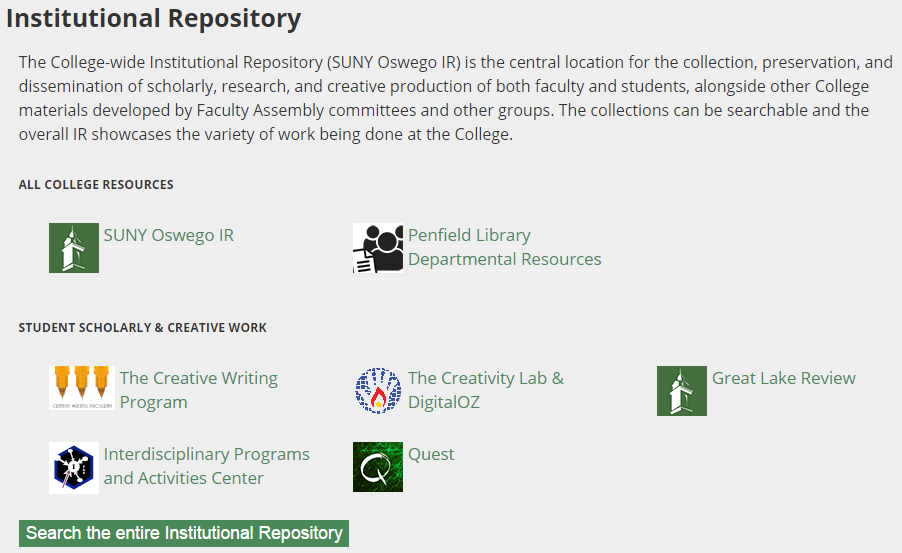 Institutional Repository
The College-wide Institutional Repository (SUNY Oswego IR) is the central location for the collection, preservation, and
dissemination of scholarly, research, and creative production of both faculty and students, alongside other College
materials developed by Faculty Assembly committees and other groups. The collections can be searchable and the
overall IR showcases the variety of work being done at the College.
ALL COLLEGE RESOURCES
SUNY Oswego IR
Penfield Library
Departmental Resources
STUDENT SCHOLARLY & CREATIVE WORK
CREATIVE WRITING PROGRAM
The Creative Writing
Program
The Creativity Lab &
DigitalOZ
Great Lake Review
Interdisciplinary Programs
and Activities Center
Q
Quest
Search the entire Institutional Repository